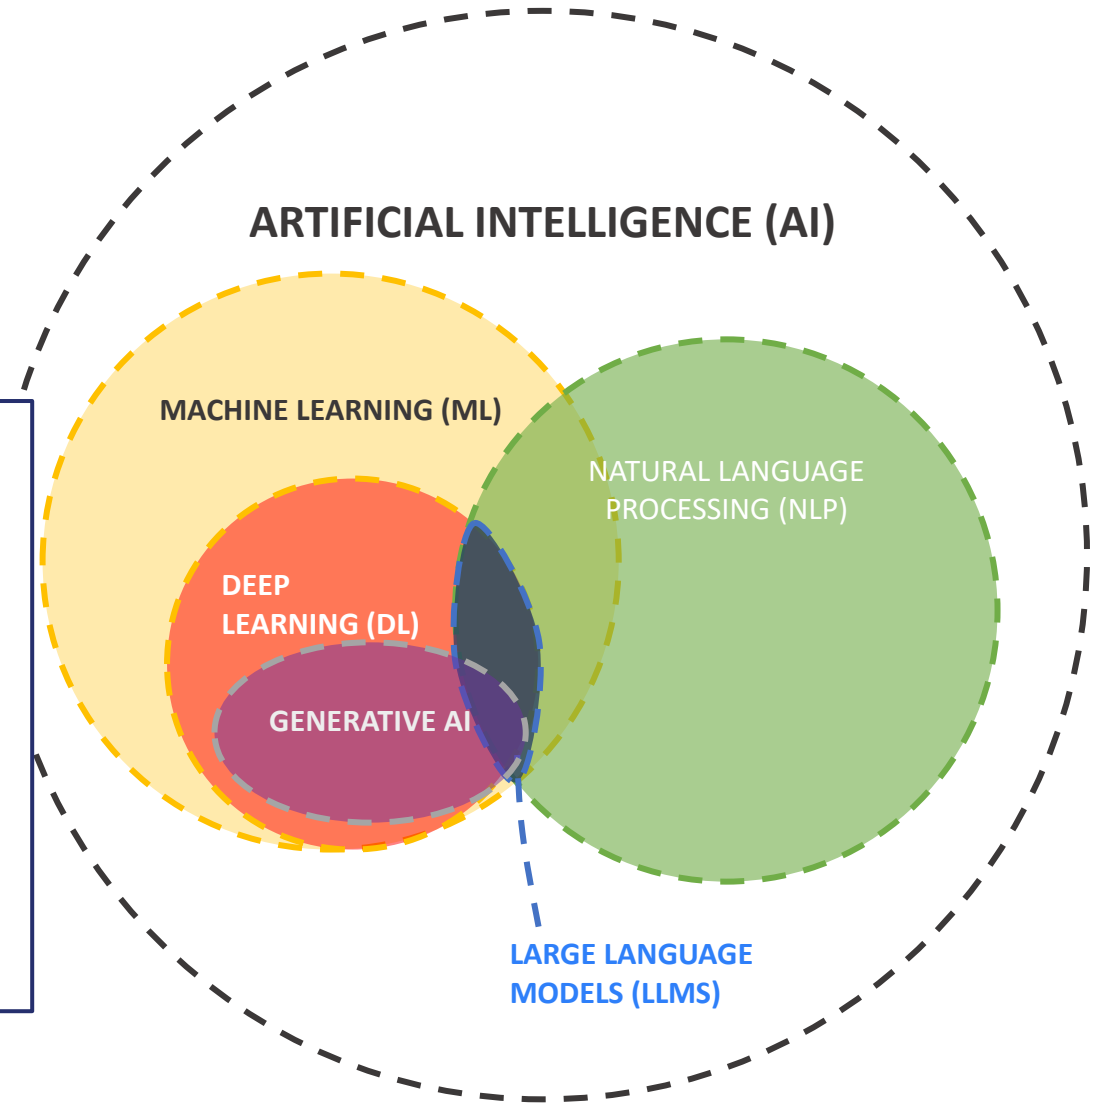 ARTIFICIAL INTELLIGENCE (AI)
MACHINE LEARNING (ML)
NATURAL LANGUAGE
PROCESSING (NLP)
DEEP
LEARNING (DL)
GENERATIVE AI
LARGE LANGUAGE
MODELS (LLMS)